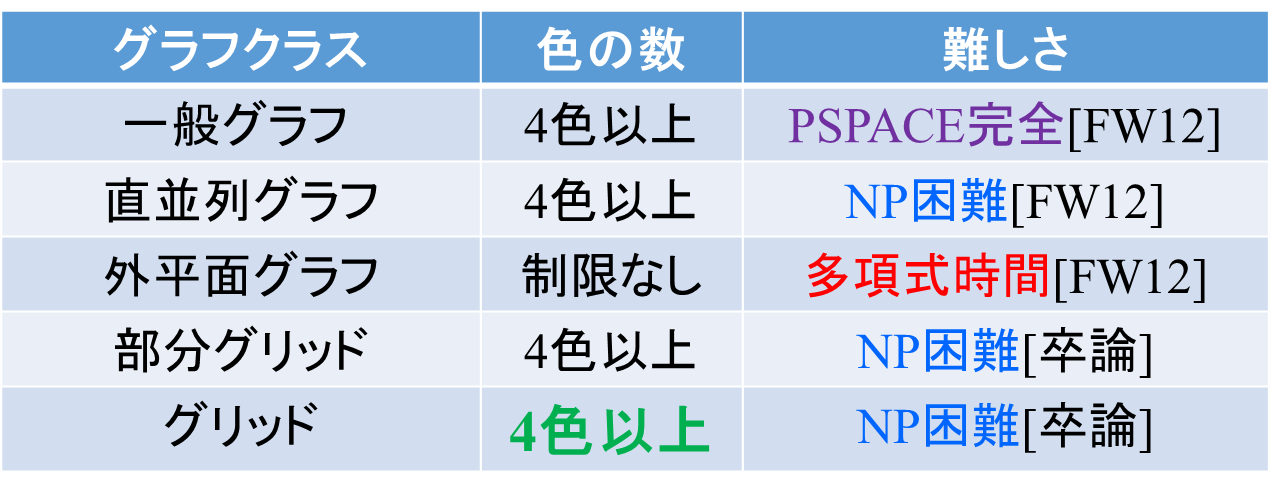 グラフクラス 色の数 難しさ
一般グラフ 4色以上 PSPACE完全[FW12]
直並列グラフ 4色以上 NP困難[FW12]
外平面グラフ 制限なし 多項式時間[FW12]
部分グリッド 4色以上 NP困難[卒論]
グリッド 4色以上 NP困難[卒論]